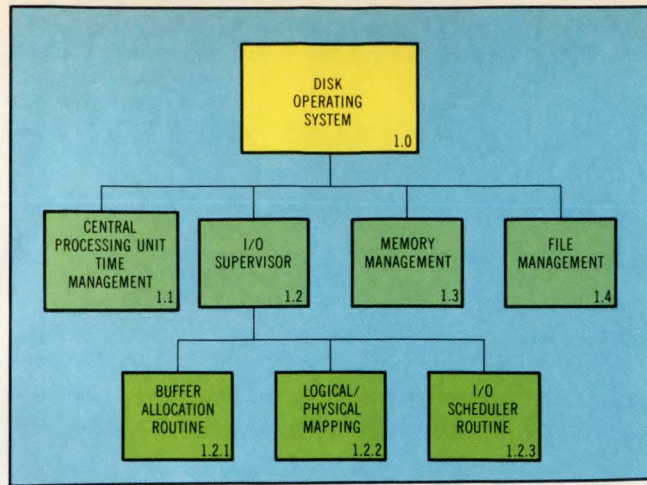 DISK
OPERATING
SYSTEM
1.0
CENTRAL
PROCESSING UNIT
TIME
MANAGEMENT
1.1
I/O
SUPERVISOR
1.2
MEMORY
MANAGEMENT
1.3
FILE
MANAGEMENT
1.4
BUFFER
ALLOCATION
ROUTINE
1.2.1
LOGICAL/
PHYSICAL
MAPPING
1.2.2
I/O
SCHEDULER
ROUTINE
1.2.3